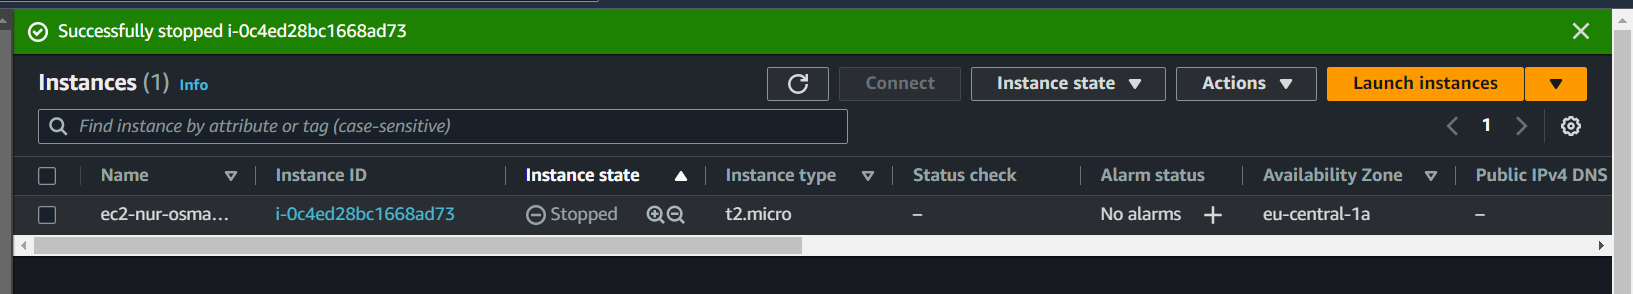 Successfully stopped i-0c4ed28bc1668ad73
Instances (1) Info
Connect
Instance state
Actions
Launch instances
Find instance by attribute or tag (case-sensitive)
1
Name Instance ID Instance state Instance type Status check Alarm status Availability Zone Public IPv4 DNS
ec2-nur-osma... i-0c4ed28bc1668ad73 Stopped t2.micro – No alarms + eu-central-1a –